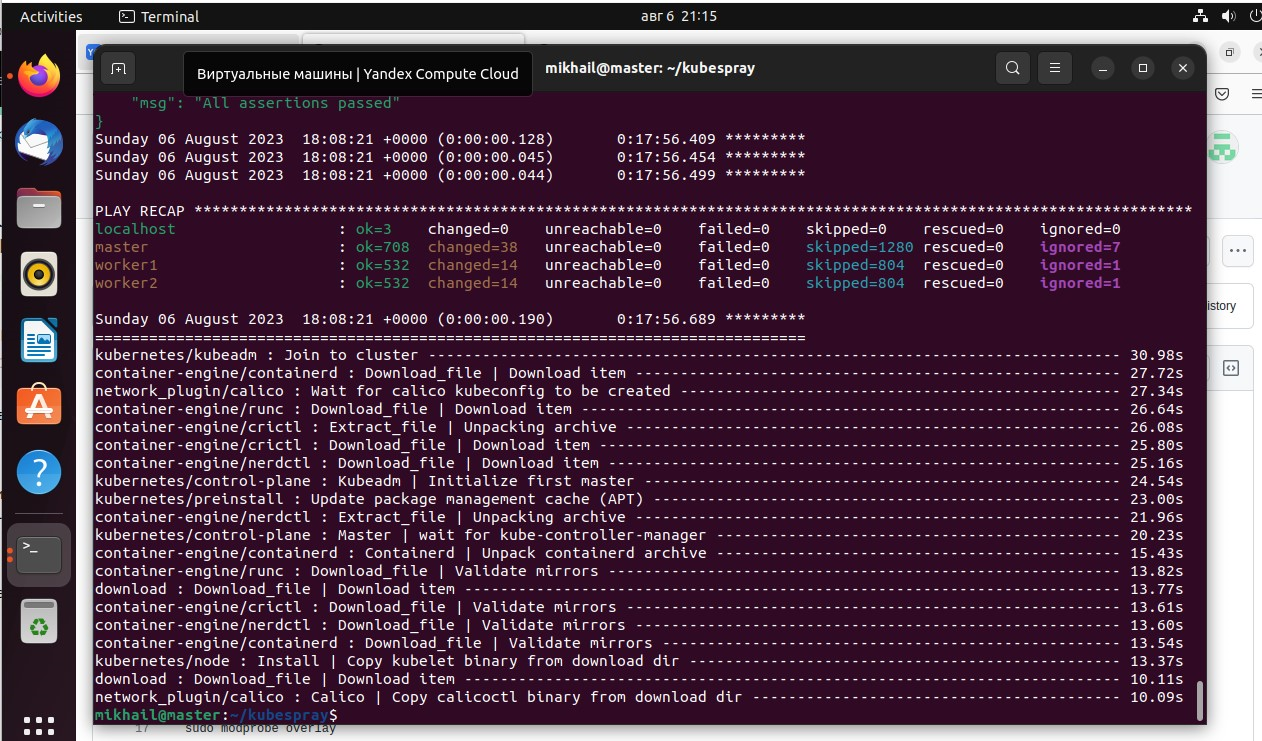 Activities Terminal авг 6 21:15
Виртуальные машины | Yandex Compute Cloud
mikhail@master: ~/kubespray
"msg": "All assertions passed"
}
Sunday 06 August 2023  18:08:21 +0000 (0:00:00.128)       0:17:56.409 *********
Sunday 06 August 2023  18:08:21 +0000 (0:00:00.045)       0:17:56.454 *********
Sunday 06 August 2023  18:08:21 +0000 (0:00:00.044)       0:17:56.499 *********
PLAY RECAP ***************************************************************************************************************
localhost                  : ok=3    changed=0    unreachable=0    failed=0    skipped=0    rescued=0    ignored=0
master                     : ok=708  changed=38   unreachable=0    failed=0    skipped=1280 rescued=0    ignored=7
worker1                    : ok=532  changed=14   unreachable=0    failed=0    skipped=804  rescued=0    ignored=1
worker2                    : ok=532  changed=14   unreachable=0    failed=0    skipped=804  rescued=0    ignored=1
Sunday 06 August 2023  18:08:21 +0000 (0:00:00.190)       0:17:56.689 *********
===============================================================================
kubernetes/kubeadm : Join to cluster ----------------------------------------------------------------------------- 30.98s
container-engine/containerd : Download_file | Download item ------------------------------------------------------ 27.72s
network_plugin/calico : Wait for calico kubeconfig to be created ------------------------------------------------- 27.34s
container-engine/runc : Download_file | Download item ------------------------------------------------------------ 26.64s
container-engine/crictl : Extract_file | Unpacking archive ------------------------------------------------------- 26.08s
container-engine/crictl : Download_file | Download item ---------------------------------------------------------- 25.80s
container-engine/nerdctl : Download_file | Download item --------------------------------------------------------- 25.16s
kubernetes/control-plane : Kubeadm | Initialize first master ----------------------------------------------------- 24.54s
kubernetes/preinstall : Update package management cache (APT) ---------------------------------------------------- 23.00s
container-engine/nerdctl : Extract_file | Unpacking archive ------------------------------------------------------ 21.96s
kubernetes/control-plane : Master | wait for kube-controller-manager --------------------------------------------- 20.23s
container-engine/containerd : Containerd | Unpack containerd archive --------------------------------------------- 15.43s
container-engine/runc : Download_file | Validate mirrors --------------------------------------------------------- 13.82s
download : Download_file | Download item ------------------------------------------------------------------------- 13.77s
container-engine/crictl : Download_file | Validate mirrors ------------------------------------------------------- 13.61s
container-engine/nerdctl : Download_file | Validate mirrors ------------------------------------------------------ 13.60s
container-engine/containerd : Download_file | Validate mirrors --------------------------------------------------- 13.54s
kubernetes/node : Install | Copy kubelet binary from download dir ------------------------------------------------ 13.37s
download : Download_file | Download item ------------------------------------------------------------------------- 10.11s
network_plugin/calico : Calico | Copy calicoctl binary from download dir ----------------------------------------- 10.09s
mikhail@master:~/kubespray$
istory
17 sudo modprobe overlay